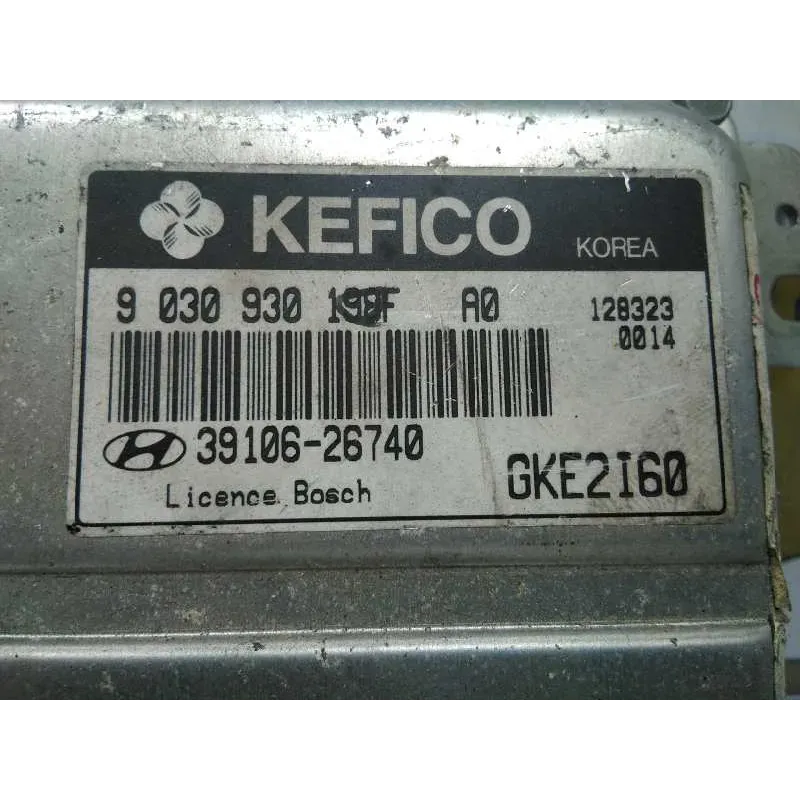 KEFICO KOREA
9 030 930 A0 128323
0014
39106-26740
GKE2I60
Licence Bosch